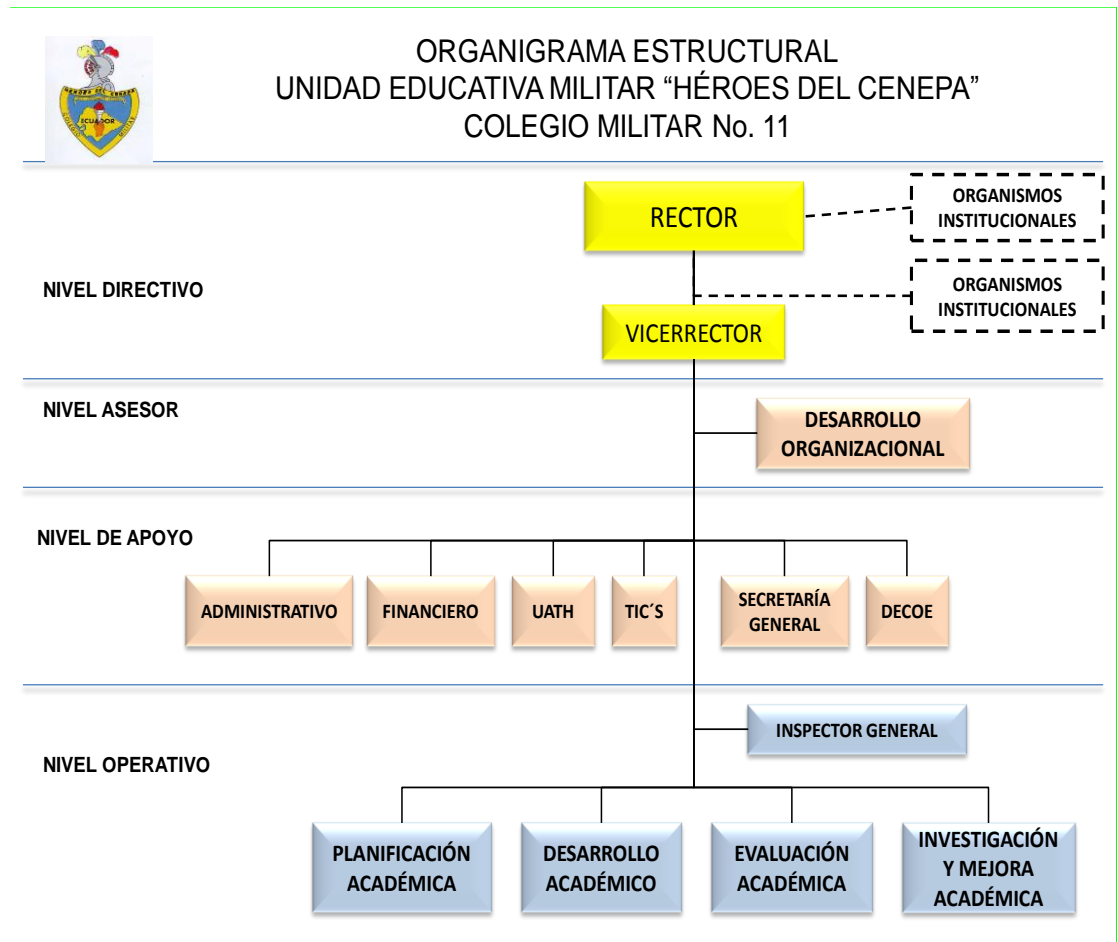 ORGANIGRAMA ESTRUCTURAL
UNIDAD EDUCATIVA MILITAR “HÉROES DEL CENEPA”
COLEGIO MILITAR No. 11
ECUADOR
RECTOR
ORGANISMOS
INSTITUCIONALES
NIVEL DIRECTIVO
ORGANISMOS
INSTITUCIONALES
VICERRECTOR
NIVEL ASESOR
DESARROLLO
ORGANIZACIONAL
NIVEL DE APOYO
ADMINISTRATIVO
FINANCIERO
UATH
TIC´S
SECRETARÍA
GENERAL
DECOE
INSPECTOR GENERAL
NIVEL OPERATIVO
PLANIFICACIÓN
ACADÉMICA
DESARROLLO
ACADÉMICO
EVALUACIÓN
ACADÉMICA
INVESTIGACIÓN
Y MEJORA
ACADÉMICA